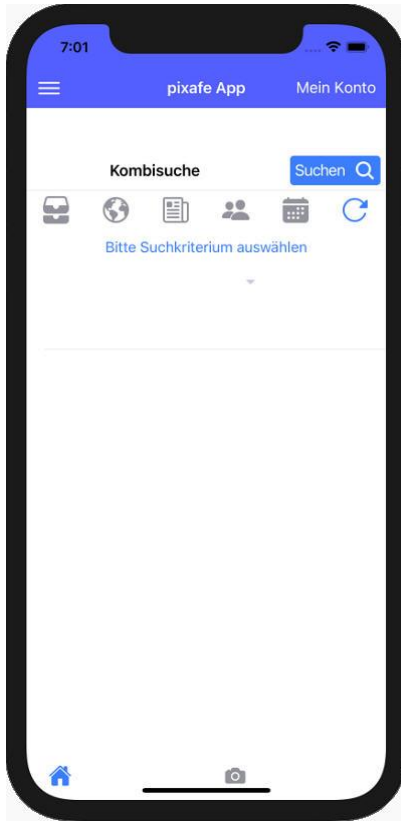 7:01
pixafe App
Mein Konto
Kombisuche
Suchen
Bitte Suchkriterium auswählen